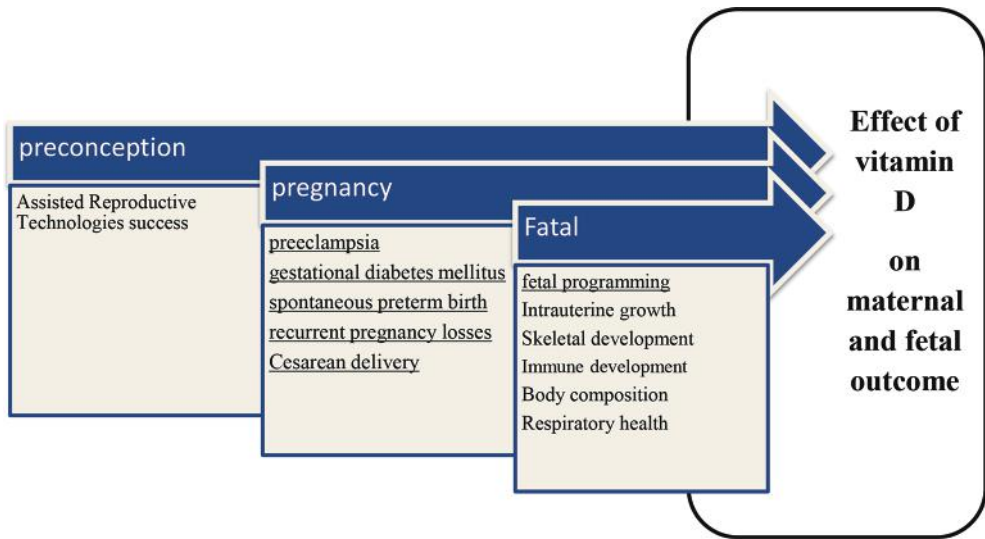 preconception
Assisted Reproductive
Technologies success
pregnancy
preeclampsia
gestational diabetes mellitus
spontaneous preterm birth
recurrent pregnancy losses
Cesarean delivery
Fatal
fetal programming
Intrauterine growth
Skeletal development
Immune development
Body composition
Respiratory health
Effect of
vitamin
D
on
maternal
and fetal
outcome